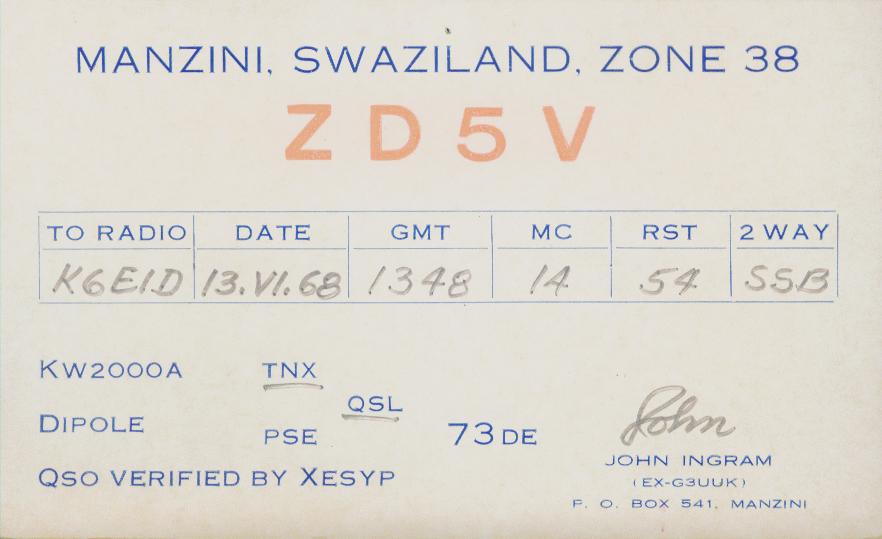 MANZINI, SWAZILAND, ZONE 38
ZD5V
TO RADIO DATE GMT MC RST 2 WAY
K6EID 13.VI.68 1348 14 54 SSB
KW2000A TNX
QSL
DIPOLE PSE 73 DE John
QSO VERIFIED BY XESYP
JOHN INGRAM
(EX-G3UUK)
P. O. BOX 541, MANZINI